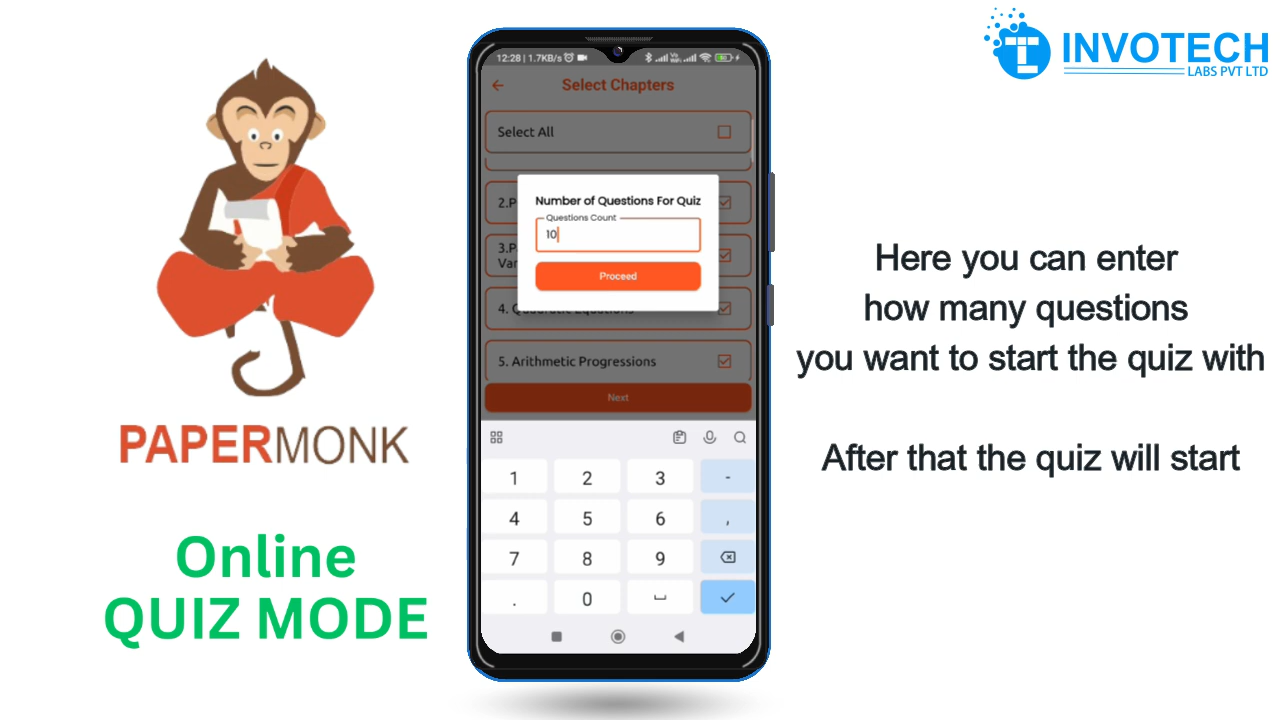 PAPERMONK
Online
QUIZ MODE
12:28 | 1.7KB/s
Select Chapters
Select All
2.P
Number of Questions For Quiz
Questions Count
10
3.P
Var
Proceed
4. Quadratic Equations
5. Arithmetic Progressions
Next
1 2 3 -
4 5 6 ,
7 8 9
. 0
INVOTECH
LABS PVT LTD
Here you can enter
how many questions
you want to start the quiz with
After that the quiz will start